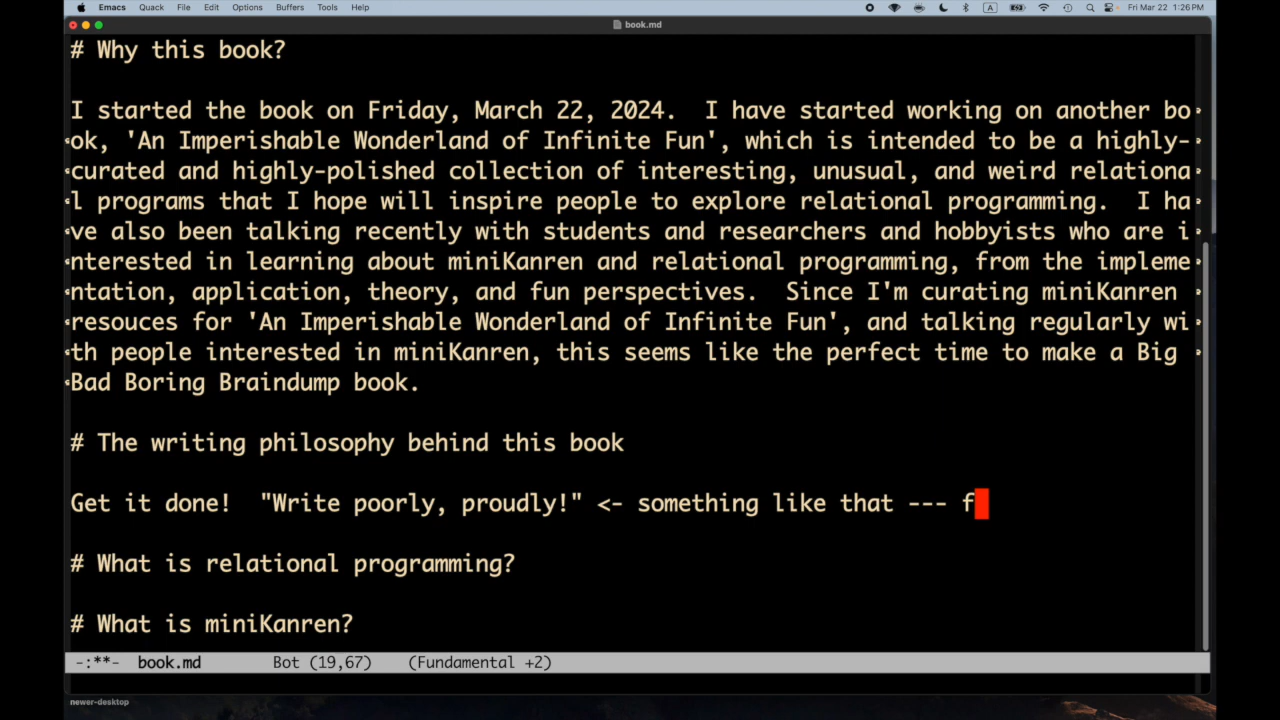 Emacs Quack File Edit Options Buffers Tools Help A Fri Mar 22 1:26 PM
book.md
# Why this book?
I started the book on Friday, March 22, 2024.  I have started working on another bo
ok, 'An Imperishable Wonderland of Infinite Fun', which is intended to be a highly-
curated and highly-polished collection of interesting, unusual, and weird relationa
l programs that I hope will inspire people to explore relational programming.  I ha
ve also been talking recently with students and researchers and hobbyists who are i
nterested in learning about miniKanren and relational programming, from the impleme
ntation, application, theory, and fun perspectives.  Since I'm curating miniKanren
resouces for 'An Imperishable Wonderland of Infinite Fun', and talking regularly wi
th people interested in miniKanren, this seems like the perfect time to make a Big
Bad Boring Braindump book.
# The writing philosophy behind this book
Get it done!  "Write poorly, proudly!" <- something like that --- f
# What is relational programming?
# What is miniKanren?
-:**-  book.md  Bot (19,67)  (Fundamental +2)
newer-desktop